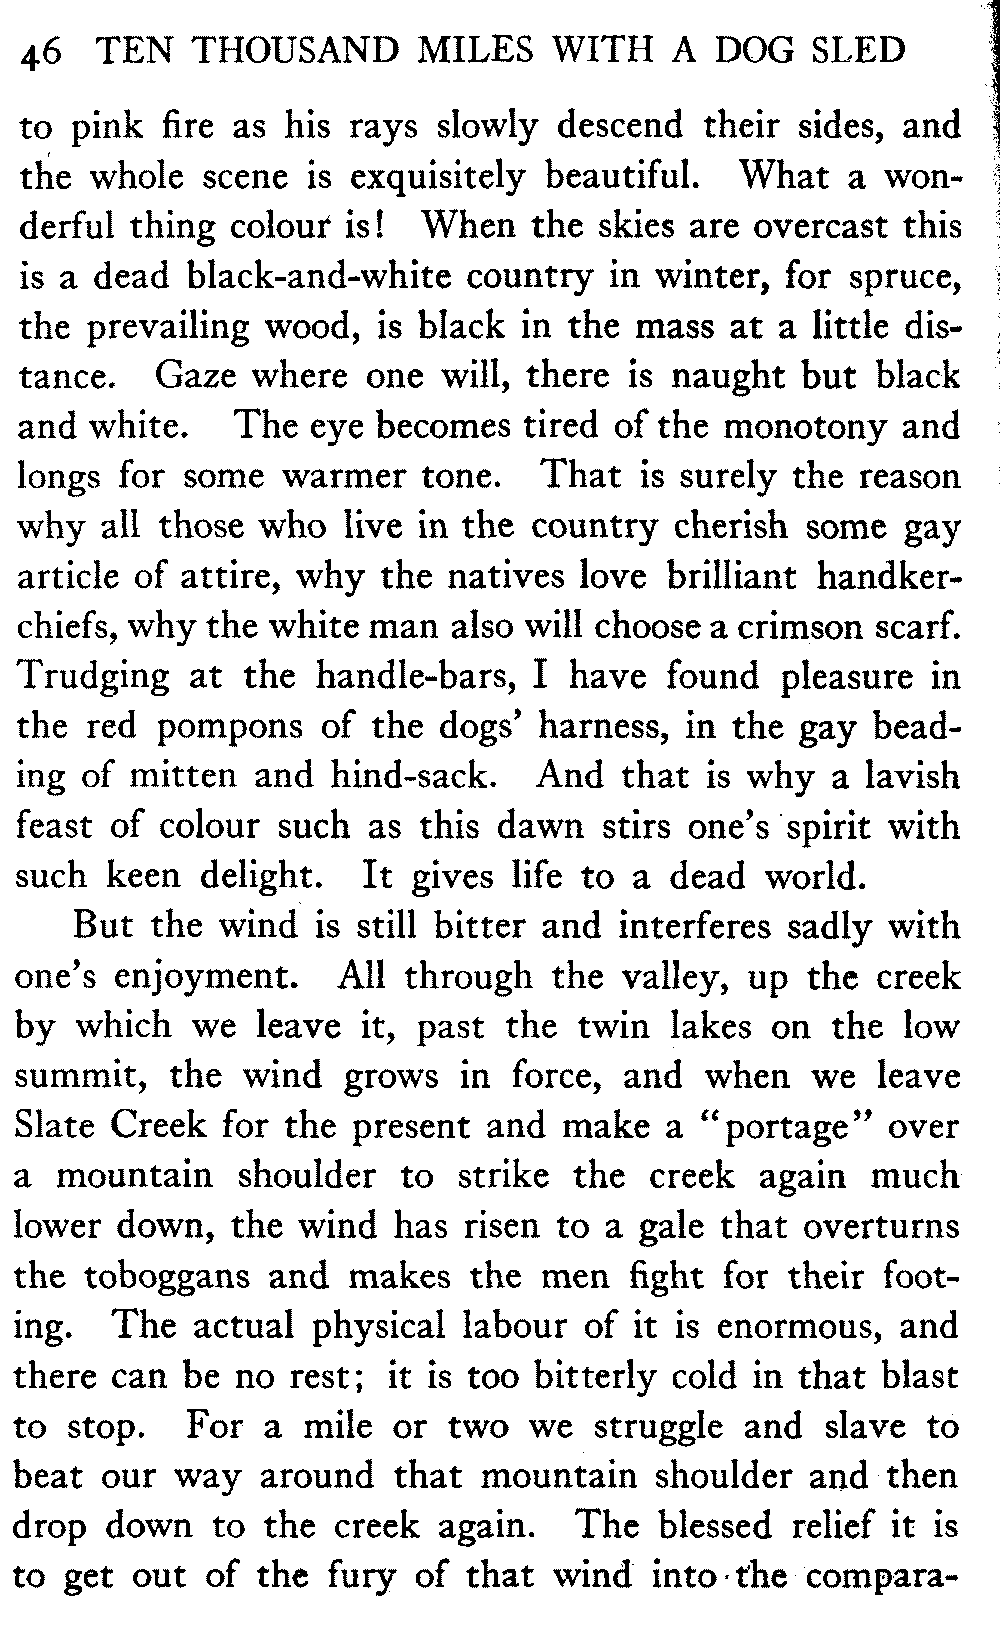 46 TEN THOUSAND MILES WITH A DOG SLED
to pink fire as his rays slowly descend their sides, and
the whole scene is exquisitely beautiful. What a won-
derful thing colour is! When the skies are overcast this
is a dead black-and-white country in winter, for spruce,
the prevailing wood, is black in the mass at a little dis-
tance. Gaze where one will, there is naught but black
and white. The eye becomes tired of the monotony and
longs for some warmer tone. That is surely the reason
why all those who live in the country cherish some gay
article of attire, why the natives love brilliant handker-
chiefs, why the white man also will choose a crimson scarf.
Trudging at the handle-bars, I have found pleasure in
the red pompons of the dogs' harness, in the gay bead-
ing of mitten and hind-sack. And that is why a lavish
feast of colour such as this dawn stirs one's spirit with
such keen delight. It gives life to a dead world.
But the wind is still bitter and interferes sadly with
one's enjoyment. All through the valley, up the creek
by which we leave it, past the twin lakes on the low
summit, the wind grows in force, and when we leave
Slate Creek for the present and make a “portage” over
a mountain shoulder to strike the creek again much
lower down, the wind has risen to a gale that overturns
the toboggans and makes the men fight for their foot-
ing. The actual physical labour of it is enormous, and
there can be no rest; it is too bitterly cold in that blast
to stop. For a mile or two we struggle and slave to
beat our way around that mountain shoulder and then
drop down to the creek again. The blessed relief it is
to get out of the fury of that wind into the compara-